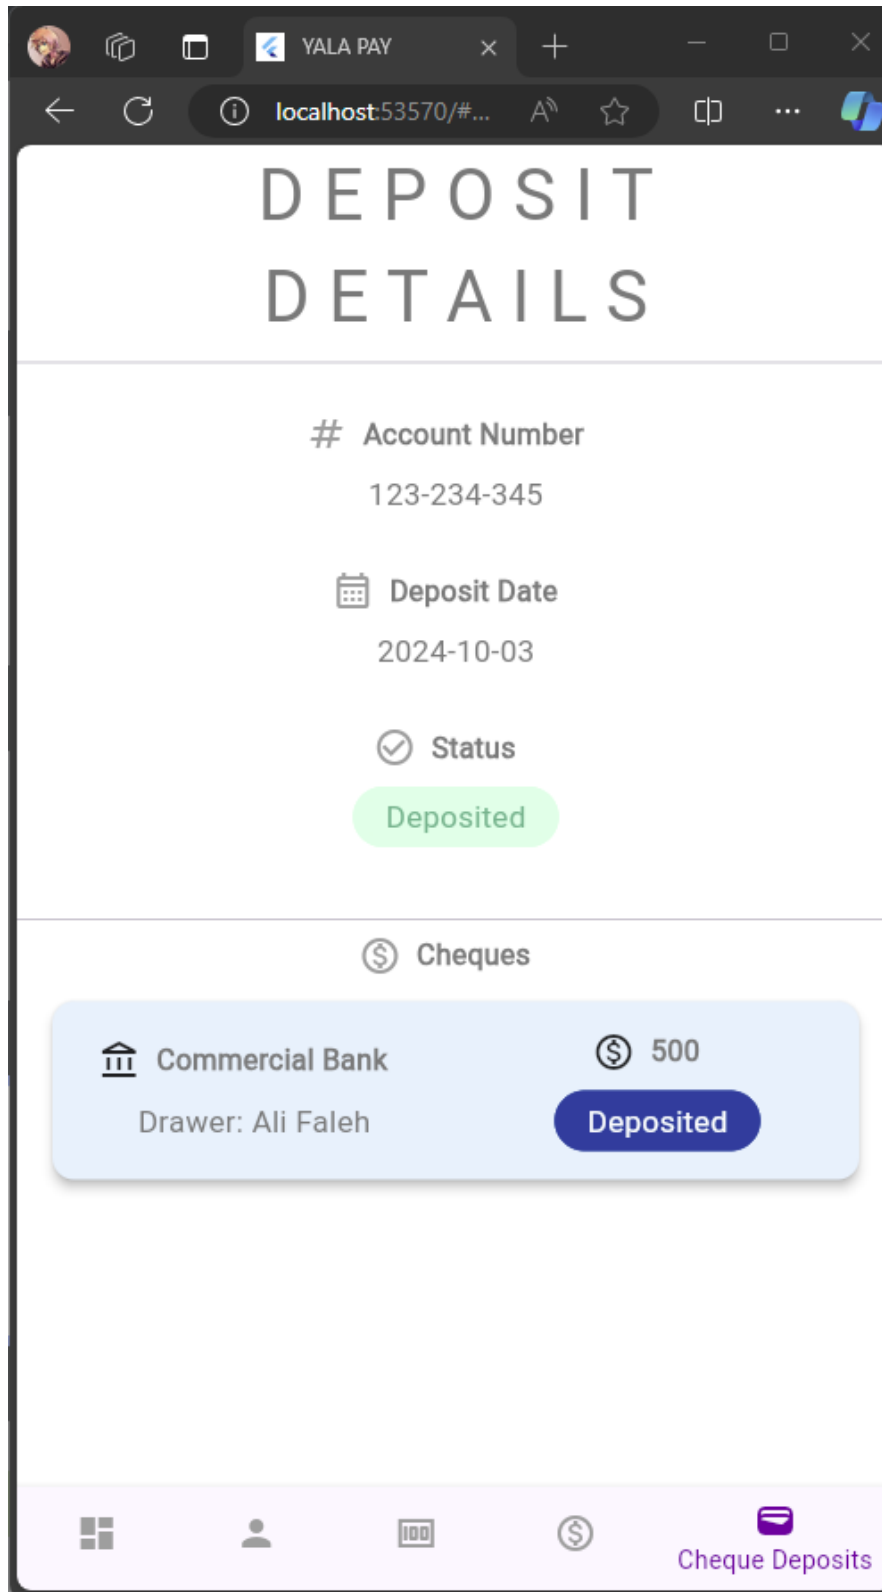 YALA PAY
localhost:53570/#...
DEPOSIT
DETAILS
# Account Number
123-234-345
Deposit Date
2024-10-03
Status
Deposited
Cheques
Commercial Bank
500
Drawer: Ali Faleh
Deposited
100
Cheque Deposits